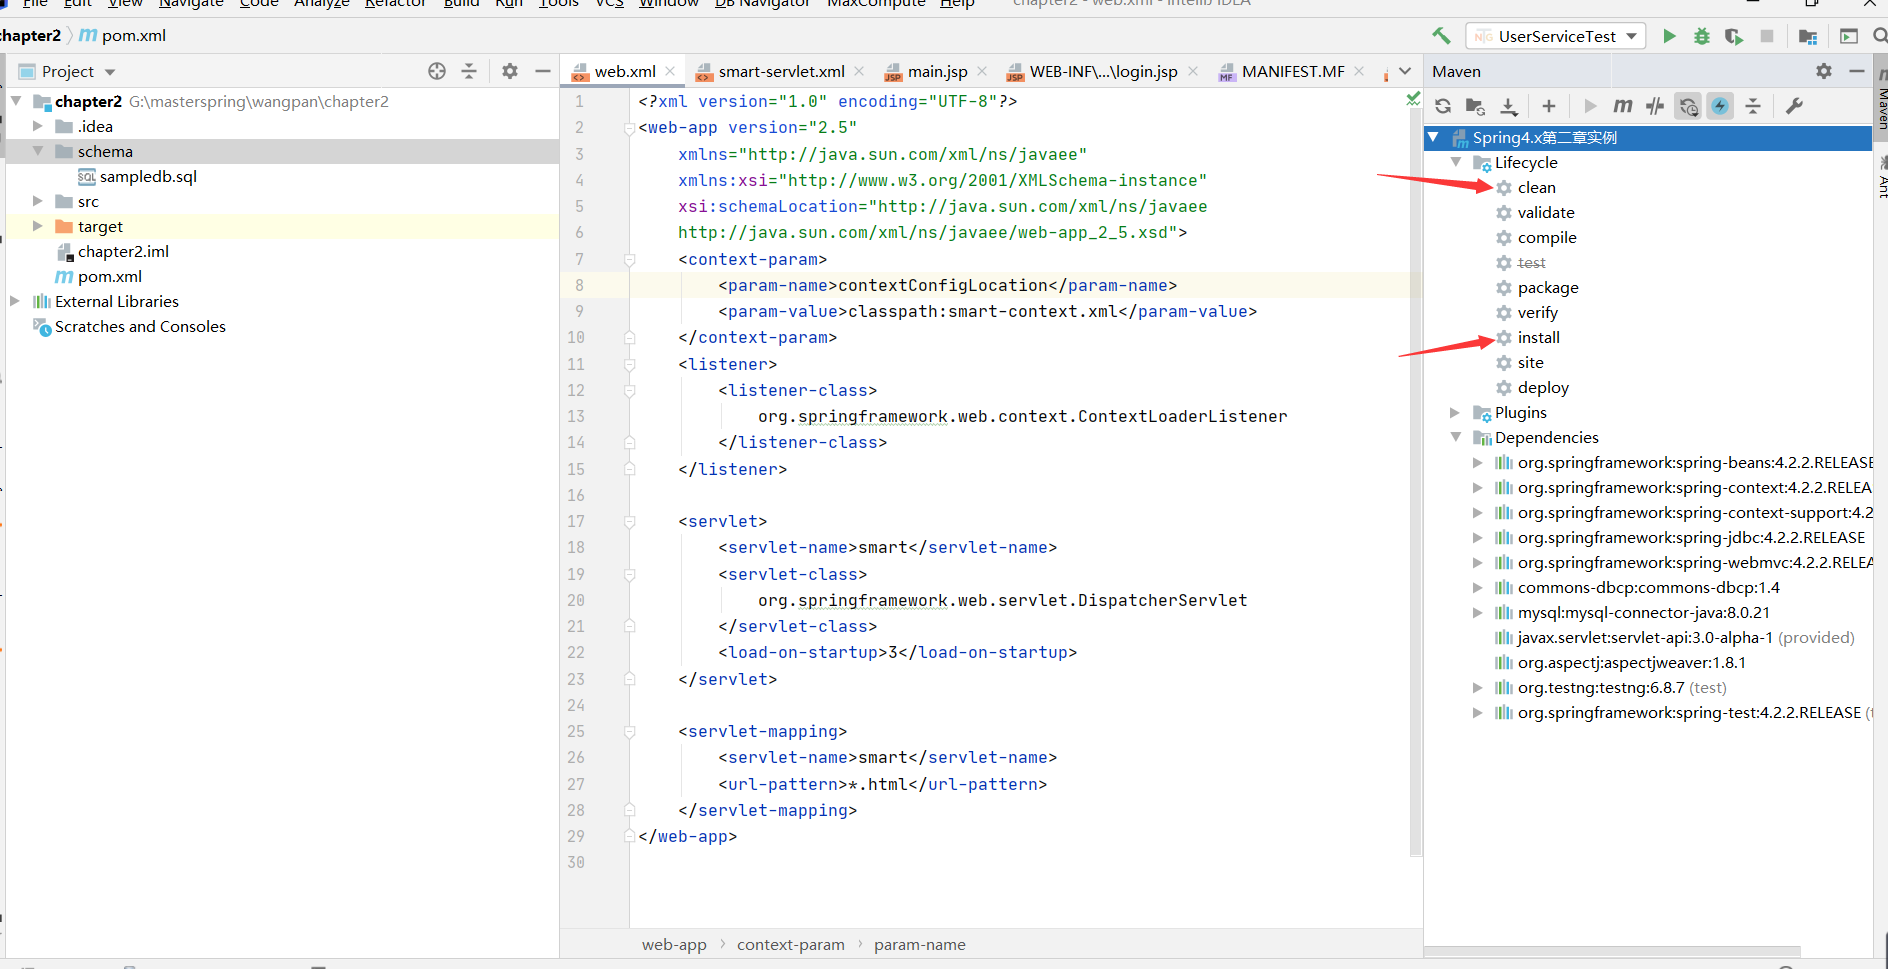 File Edit View Navigate Code Analyze Refactor Build Run Tools VCS Window DB Navigator MaxCompute Help chapter2 - web.xml - IntelliJ IDEA
chapter2 pom.xml
UserServiceTest
Project
chapter2 G:\masterspring\wangpan\chapter2
.idea
schema
sampledb.sql
src
target
chapter2.iml
pom.xml
External Libraries
Scratches and Consoles
web.xml smart-servlet.xml main.jsp WEB-INF\...\login.jsp MANIFEST.MF
1 <?xml version="1.0" encoding="UTF-8"?>
2 <web-app version="2.5"
3 xmlns="http://java.sun.com/xml/ns/javaee"
4 xmlns:xsi="http://www.w3.org/2001/XMLSchema-instance"
5 xsi:schemaLocation="http://java.sun.com/xml/ns/javaee
6 http://java.sun.com/xml/ns/javaee/web-app_2_5.xsd">
7 <context-param>
8 <param-name>contextConfigLocation</param-name>
9 <param-value>classpath:smart-context.xml</param-value>
10 </context-param>
11 <listener>
12 <listener-class>
13 org.springframework.web.context.ContextLoaderListener
14 </listener-class>
15 </listener>
16
17 <servlet>
18 <servlet-name>smart</servlet-name>
19 <servlet-class>
20 org.springframework.web.servlet.DispatcherServlet
21 </servlet-class>
22 <load-on-startup>3</load-on-startup>
23 </servlet>
24
25 <servlet-mapping>
26 <servlet-name>smart</servlet-name>
27 <url-pattern>*.html</url-pattern>
28 </servlet-mapping>
29 </web-app>
30
web-app › context-param › param-name
Maven
Spring4.x第二章实例
Lifecycle
clean
validate
compile
test
package
verify
install
site
deploy
Plugins
Dependencies
org.springframework:spring-beans:4.2.2.RELEASE
org.springframework:spring-context:4.2.2.RELEA
org.springframework:spring-context-support:4.2
org.springframework:spring-jdbc:4.2.2.RELEASE
org.springframework:spring-webmvc:4.2.2.RELEA
commons-dbcp:commons-dbcp:1.4
mysql:mysql-connector-java:8.0.21
javax.servlet:servlet-api:3.0-alpha-1 (provided)
org.aspectj:aspectjweaver:1.8.1
org.testng:testng:6.8.7 (test)
org.springframework:spring-test:4.2.2.RELEASE (t
Maven
Ant